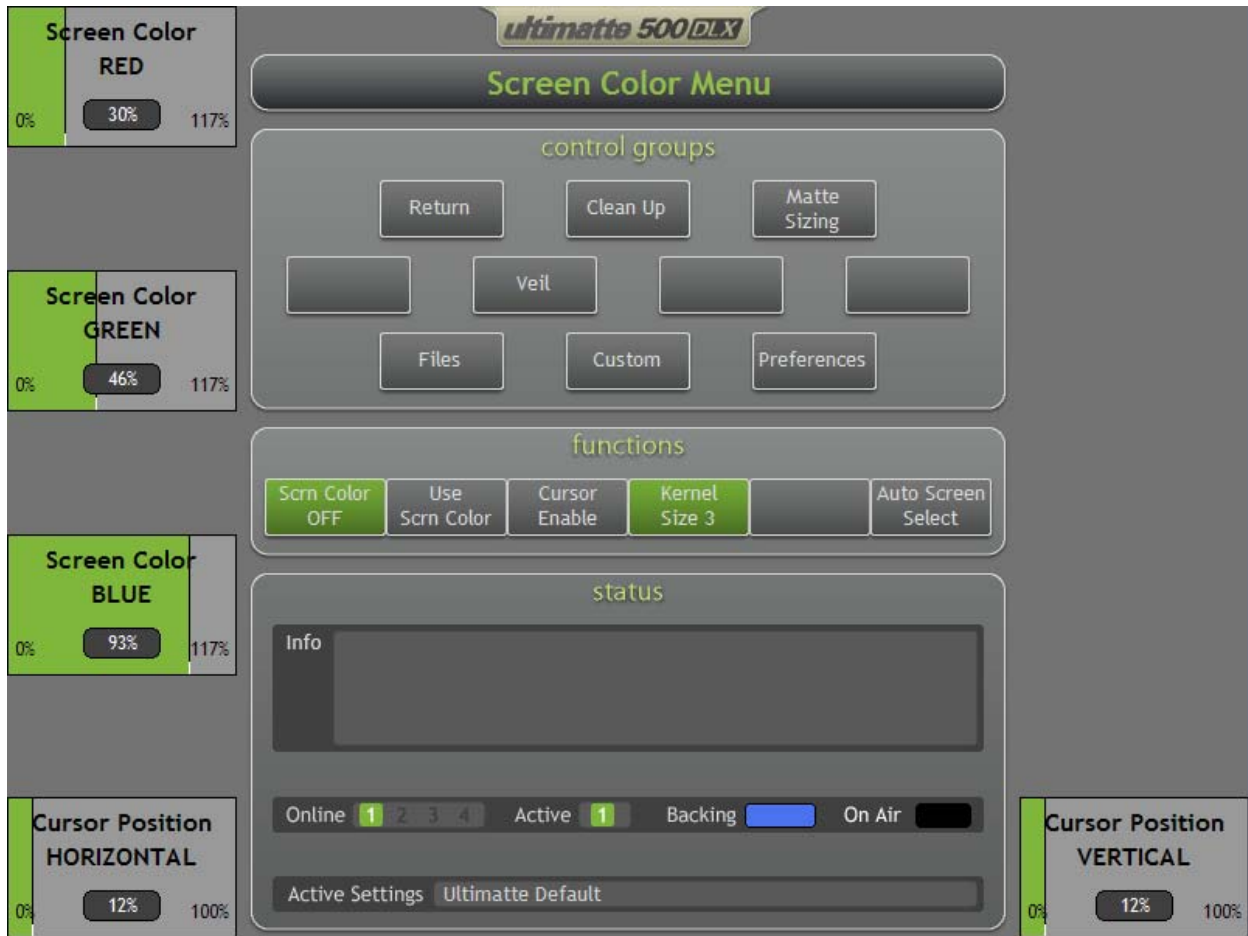 ultimatte 500 DLX
Screen Color Menu
Screen Color
RED
30%
0%
117%
Screen Color
GREEN
46%
0%
117%
Screen Color
BLUE
93%
0%
117%
Cursor Position
HORIZONTAL
12%
0%
100%
control groups
Return
Clean Up
Matte
Sizing
Veil
Files
Custom
Preferences
functions
Scrn Color
OFF
Use
Scrn Color
Cursor
Enable
Kernel
Size 3
Auto Screen
Select
status
Info
Online 1 2 3 4 Active 1 Backing On Air
Active Settings Ultimatte Default
Cursor Position
VERTICAL
12%
0%
100%